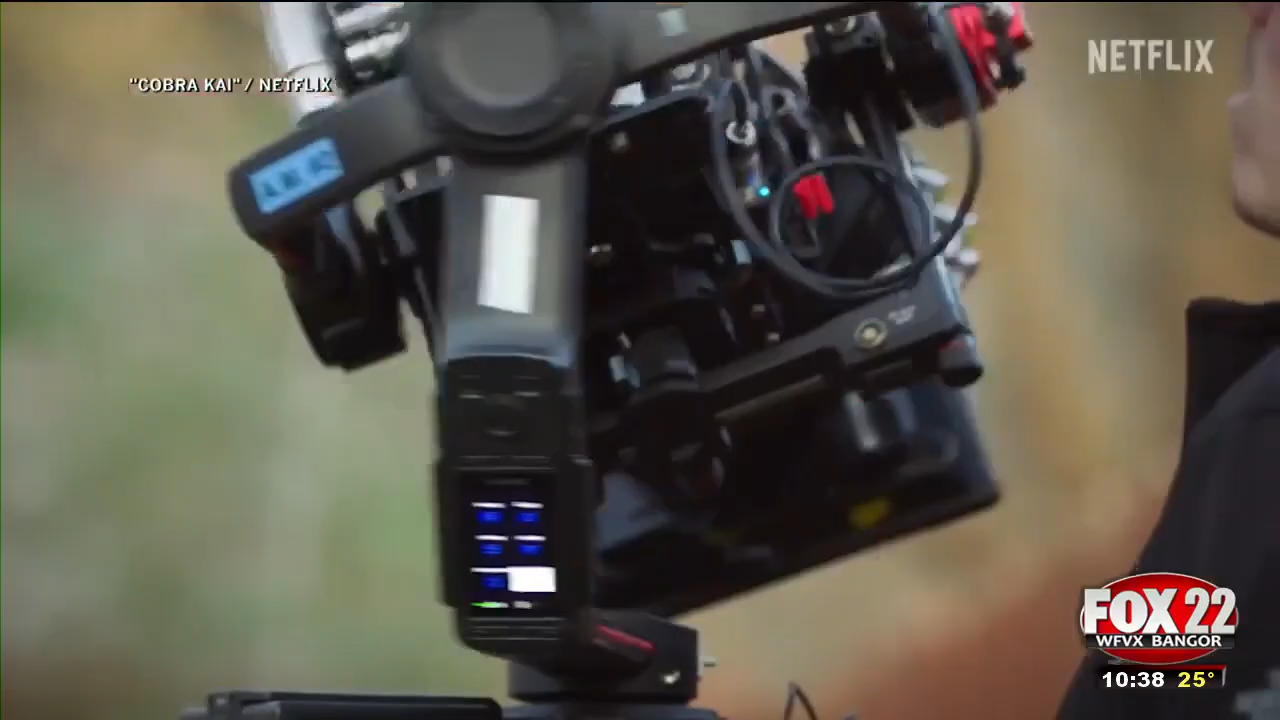 NETFLIX
"COBRA KAI" / NETFLIX
FOX 22
WFVX BANGOR
10:38 25°